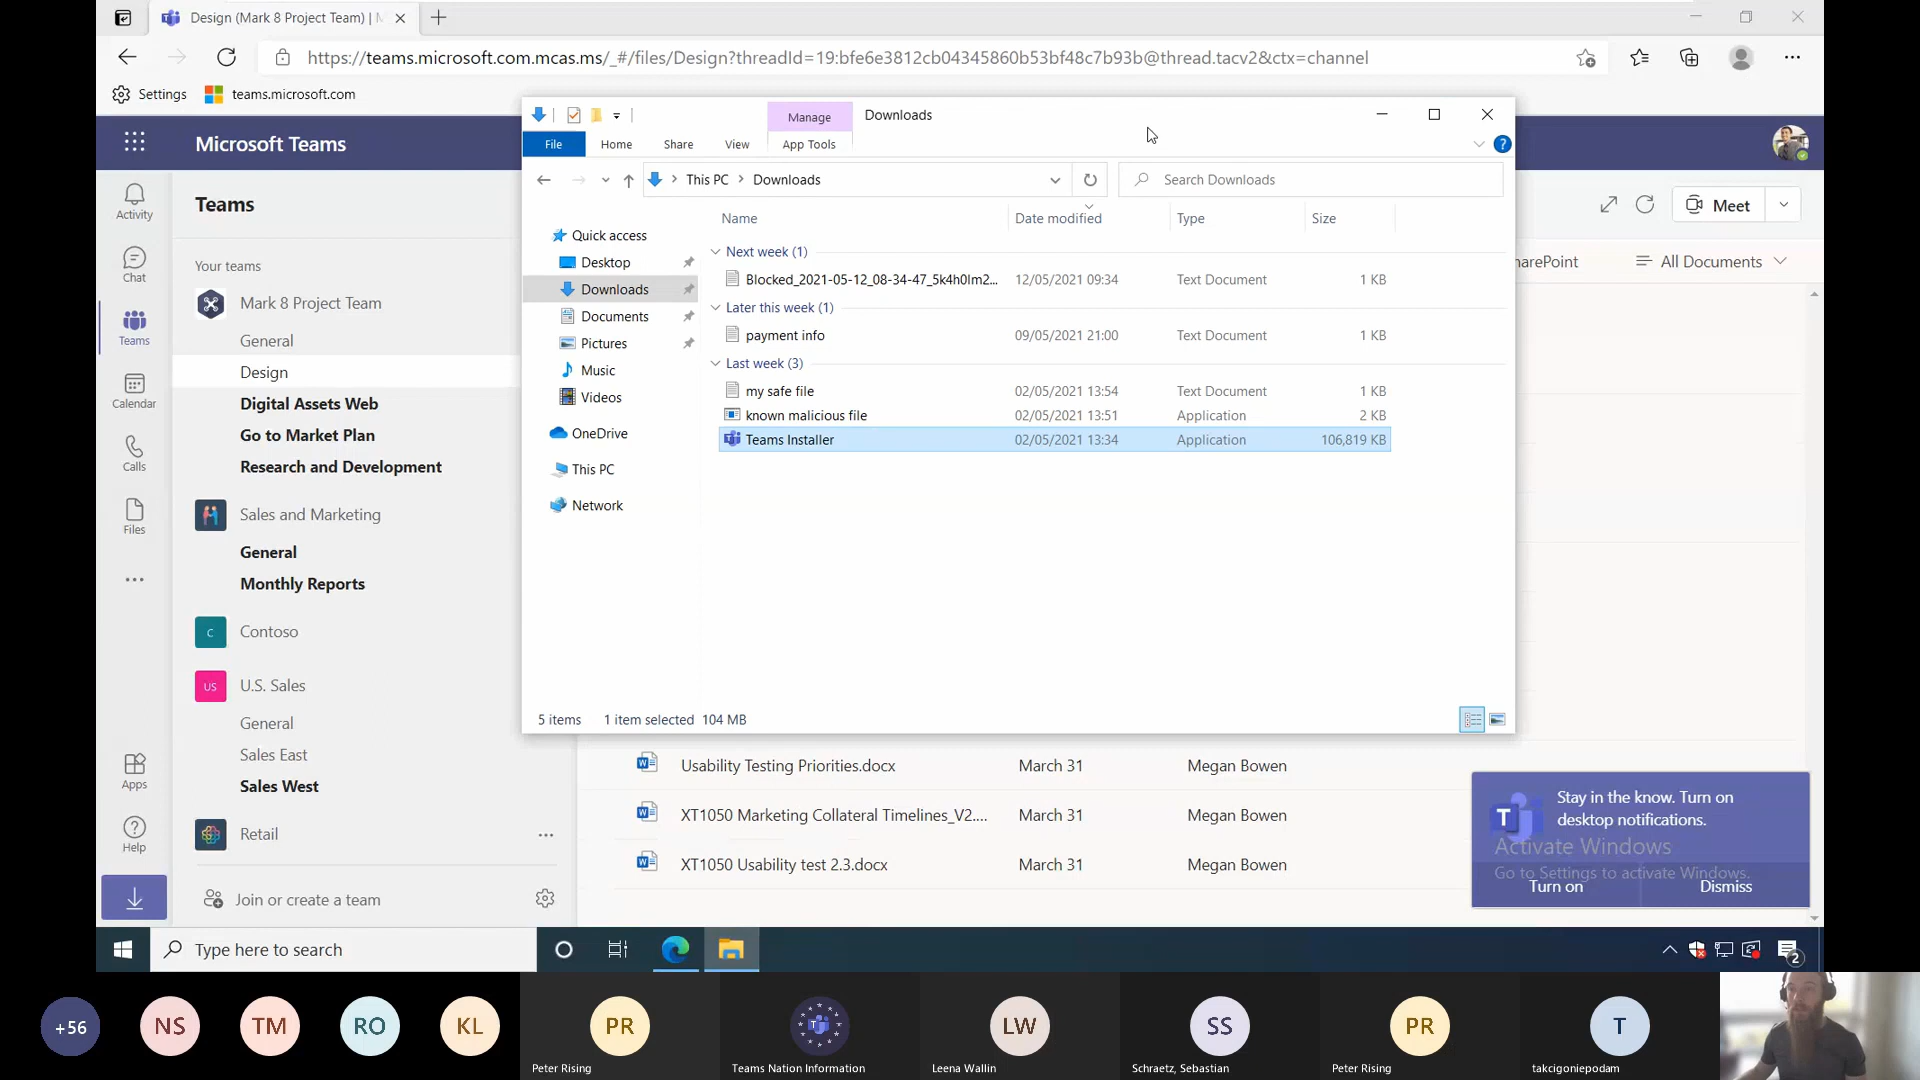 Design (Mark 8 Project Team) | M
https://teams.microsoft.com.mcas.ms/_#/files/Design?threadId=19:bfe6e3812cb04345860b53bf48c7b93b@thread.tacv2&ctx=channel
Settings
teams.microsoft.com
Microsoft Teams
Manage
Downloads
File
Home
Share
View
App Tools
This PC
Downloads
Search Downloads
Name
Date modified
Type
Size
Quick access
Desktop
Downloads
Documents
Pictures
Music
Videos
OneDrive
This PC
Network
Next week (1)
Blocked_2021-05-12_08-34-47_5k4h0lm2... 12/05/2021 09:34 Text Document 1 KB
Later this week (1)
payment info 09/05/2021 21:00 Text Document 1 KB
Last week (3)
my safe file 02/05/2021 13:54 Text Document 1 KB
known malicious file 02/05/2021 13:51 Application 2 KB
Teams Installer 02/05/2021 13:34 Application 106,819 KB
5 items 1 item selected 104 MB
Activity
Chat
Teams
Calendar
Calls
Files
Apps
Help
Teams
Your teams
Mark 8 Project Team
General
Design
Digital Assets Web
Go to Market Plan
Research and Development
Sales and Marketing
General
Monthly Reports
C
Contoso
US
U.S. Sales
General
Sales East
Sales West
Retail
Join or create a team
Meet
harePoint
All Documents
Usability Testing Priorities.docx March 31 Megan Bowen
XT1050 Marketing Collateral Timelines_V2.... March 31 Megan Bowen
XT1050 Usability test 2.3.docx March 31 Megan Bowen
T
Stay in the know. Turn on
desktop notifications.
Activate Windows
Go to Settings to activate Windows.
Turn on
Dismiss
Type here to search
2
+56
NS
TM
RO
KL
PR
Peter Rising
Teams Nation Information
LW
Leena Wallin
SS
Schraetz, Sebastian
PR
Peter Rising
T
takcigoniepodam